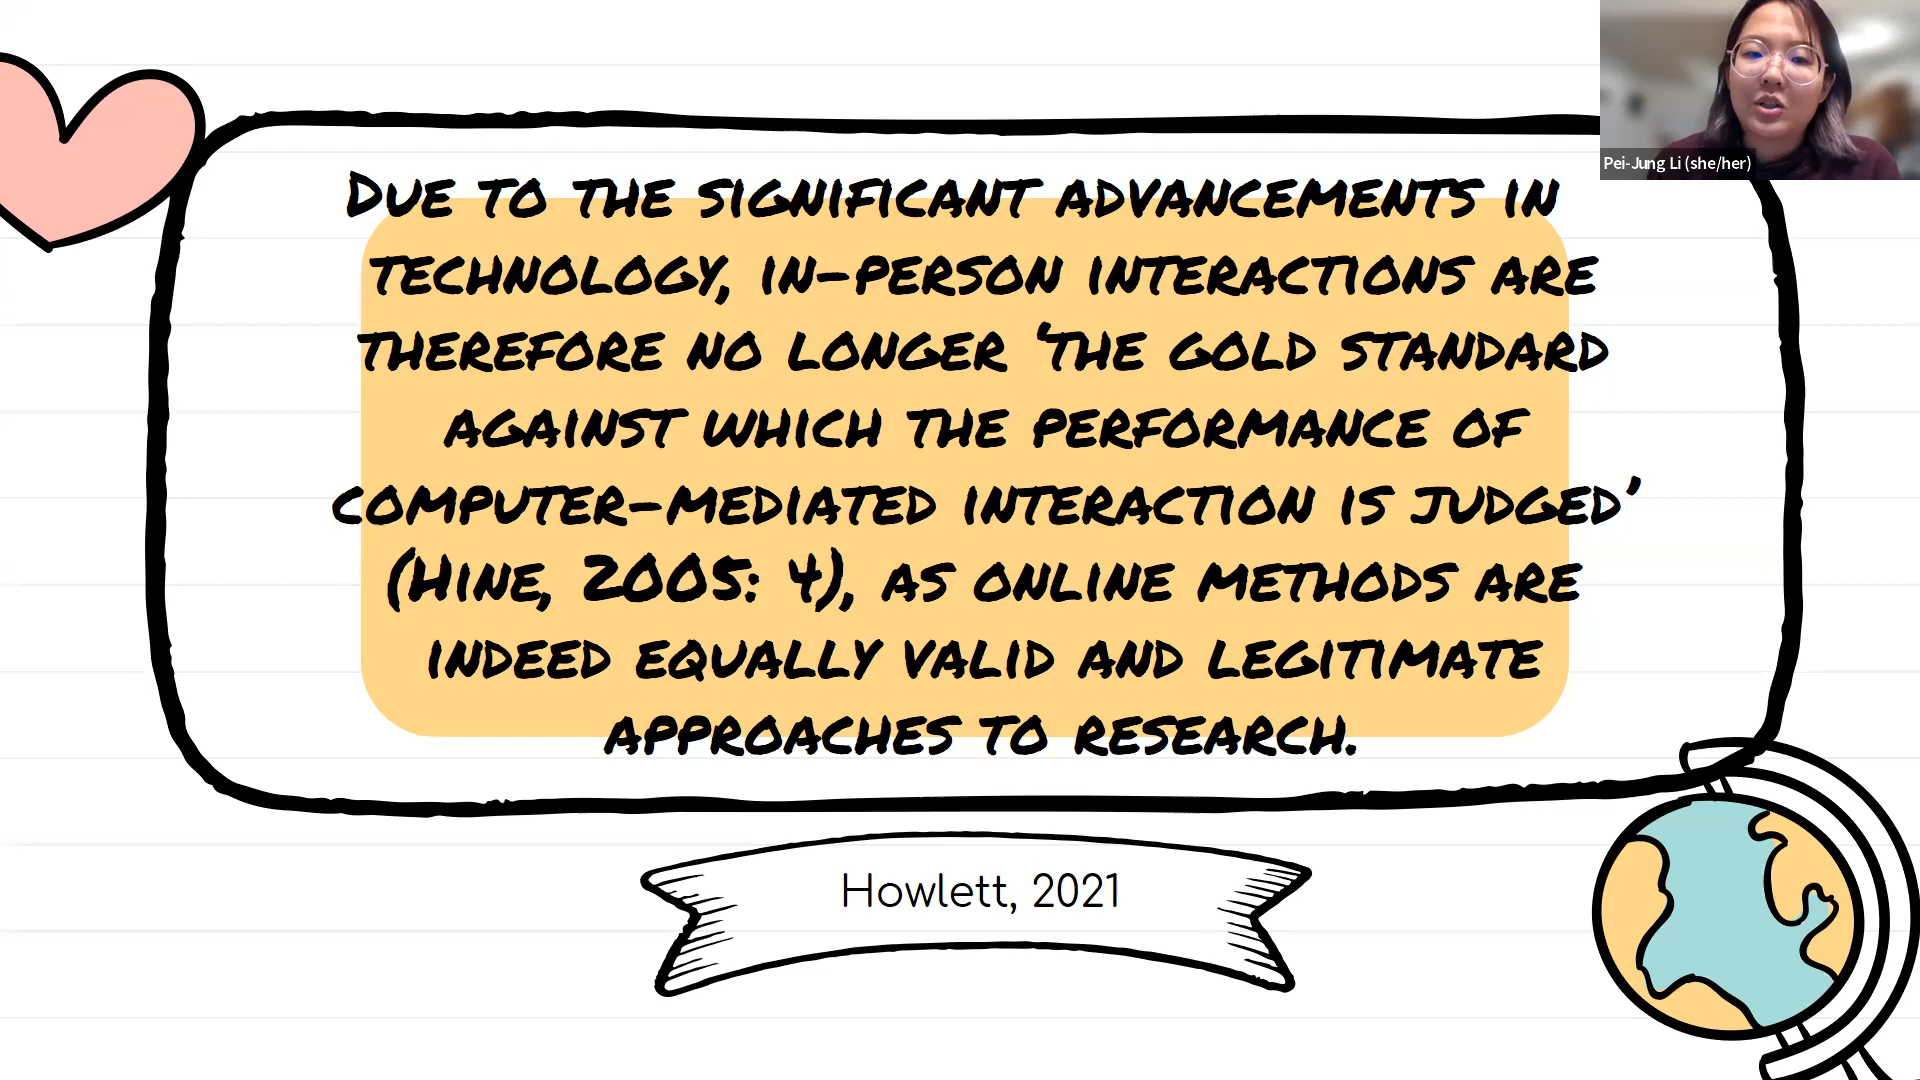 Due to the significant advancements in
technology, in-person interactions are
therefore no longer ‘the gold standard
against which the performance of
computer-mediated interaction is judged’
(Hine, 2005: 4), as online methods are
indeed equally valid and legitimate
approaches to research.
Howlett, 2021
Pei-Jung Li (she/her)